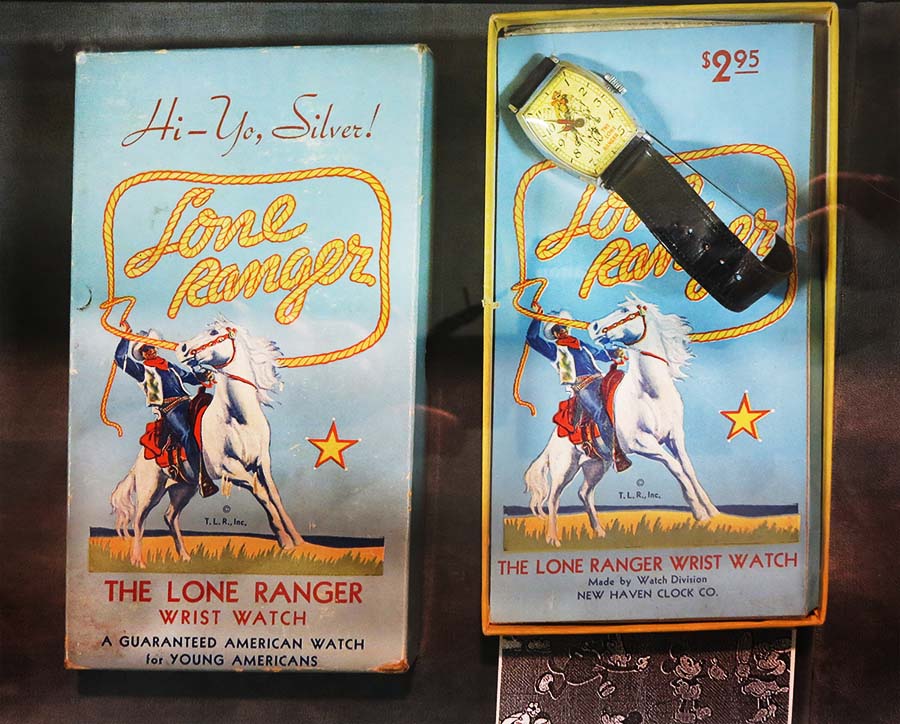 Hi-Yo, Silver!
Lone
Ranger
©
T. L. R., Inc.
THE LONE RANGER
WRIST WATCH
A GUARANTEED AMERICAN WATCH
for YOUNG AMERICANS
$2.95
Lone
Ranger
©
T. L. R., Inc.
THE LONE RANGER WRIST WATCH
Made by Watch Division
NEW HAVEN CLOCK CO.